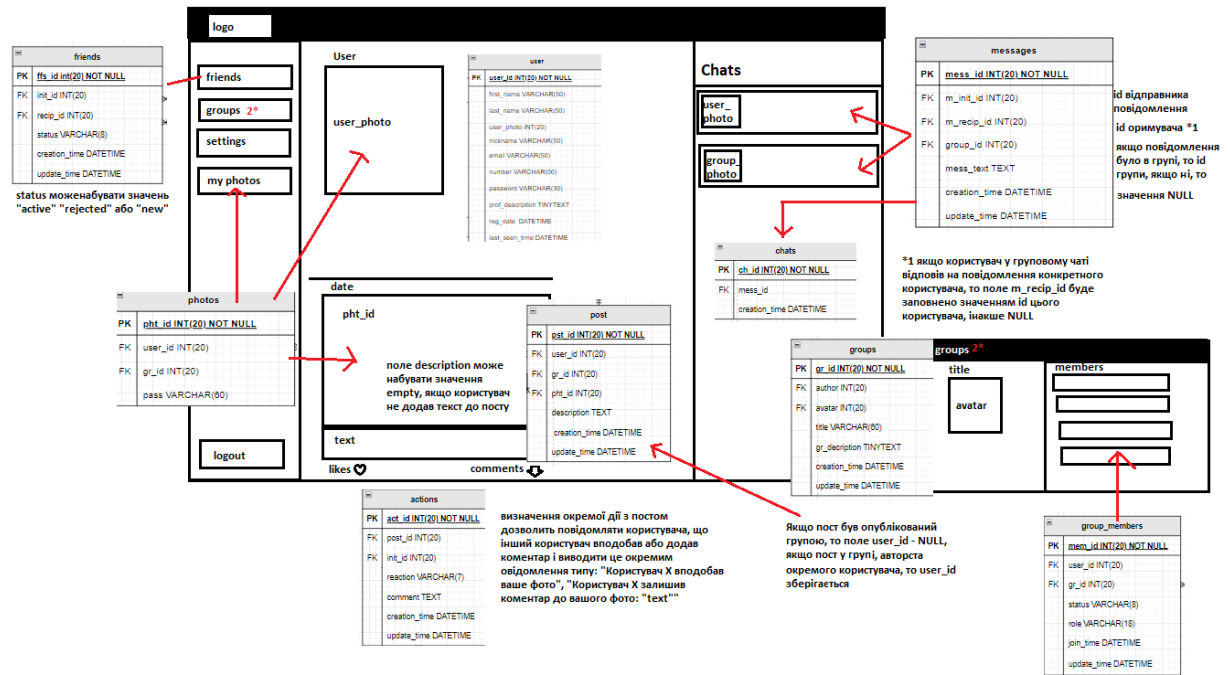 logo
friends
PK ffs_id int(20) NOT NULL
FK init_id INT(20)
FK recip_id INT(20)
status VARCHAR(8)
creation_time DATETIME
update_time DATETIME
status моженабувати значень
"active" "rejected" або "new"
friends
groups 2*
settings
my photos
logout
User
user_photo
user
PK user_id INT(20) NOT NULL
first_name VARCHAR(50)
last_name VARCHAR(50)
user_photo INT(20)
nickname VARCHAR(50)
email VARCHAR(50)
number VARCHAR(50)
password VARCHAR(30)
prof_description TINYTEXT
reg_date DATETIME
last_seen_time DATETIME
Chats
user_
photo
group_
photo
messages
PK mess_id INT(20) NOT NULL
FK m_init_id INT(20)
FK m_recip_id INT(20)
FK group_id INT(20)
mess_text TEXT
creation_time DATETIME
update_time DATETIME
id відправника
повідомлення
id оримувача *1
якщо повідомлення
було в групі, то id
групи, якщо ні, то
значення NULL
chats
PK ch_id INT(20) NOT NULL
FK mess_id
creation_time DATETIME
*1 якщо користувач у груповому чаті
відповів на повідомлення конкретного
користувача, то поле m_recip_id буде
заповнено значенням id цього
користувача, інакше NULL
photos
PK pht_id INT(20) NOT NULL
FK user_id INT(20)
FK gr_id INT(20)
pass VARCHAR(60)
date
pht_id
поле description може
набувати значення
empty, якщо користувач
не додав текст до посту
text
likes
comments
post
PK pst_id INT(20) NOT NULL
FK user_id INT(20)
FK gr_id INT(20)
FK pht_id INT(20)
description TEXT
creation_time DATETIME
update_time DATETIME
groups
PK gr_id INT(20) NOT NULL
FK author INT(20)
FK avatar INT(20)
title VARCHAR(60)
gr_decription TINYTEXT
creation_time DATETIME
update_time DATETIME
groups 2*
title
avatar
members
actions
PK act_id INT(20) NOT NULL
FK post_id INT(20)
FK init_id INT(20)
reaction VARCHAR(7)
comment TEXT
creation_time DATETIME
update_time DATETIME
визначення окремої дії з постом
дозволить повідомляти користувача, що
інший користувач вподобав або додав
коментар і виводити це окремим
овідомлення типу: "Користувач Х вподобав
ваше фото", "Користувач Х залишив
коментар до вашого фото: "text""
Якщо пост був опублікований
групою, то поле user_id - NULL,
якщо пост у групі, авторста
окремого користувача, то user_id
зберігається
group_members
PK mem_id INT(20) NOT NULL
FK user_id INT(20)
FK gr_id INT(20)
status VARCHAR(8)
role VARCHAR(18)
join_time DATETIME
update_time DATETIME